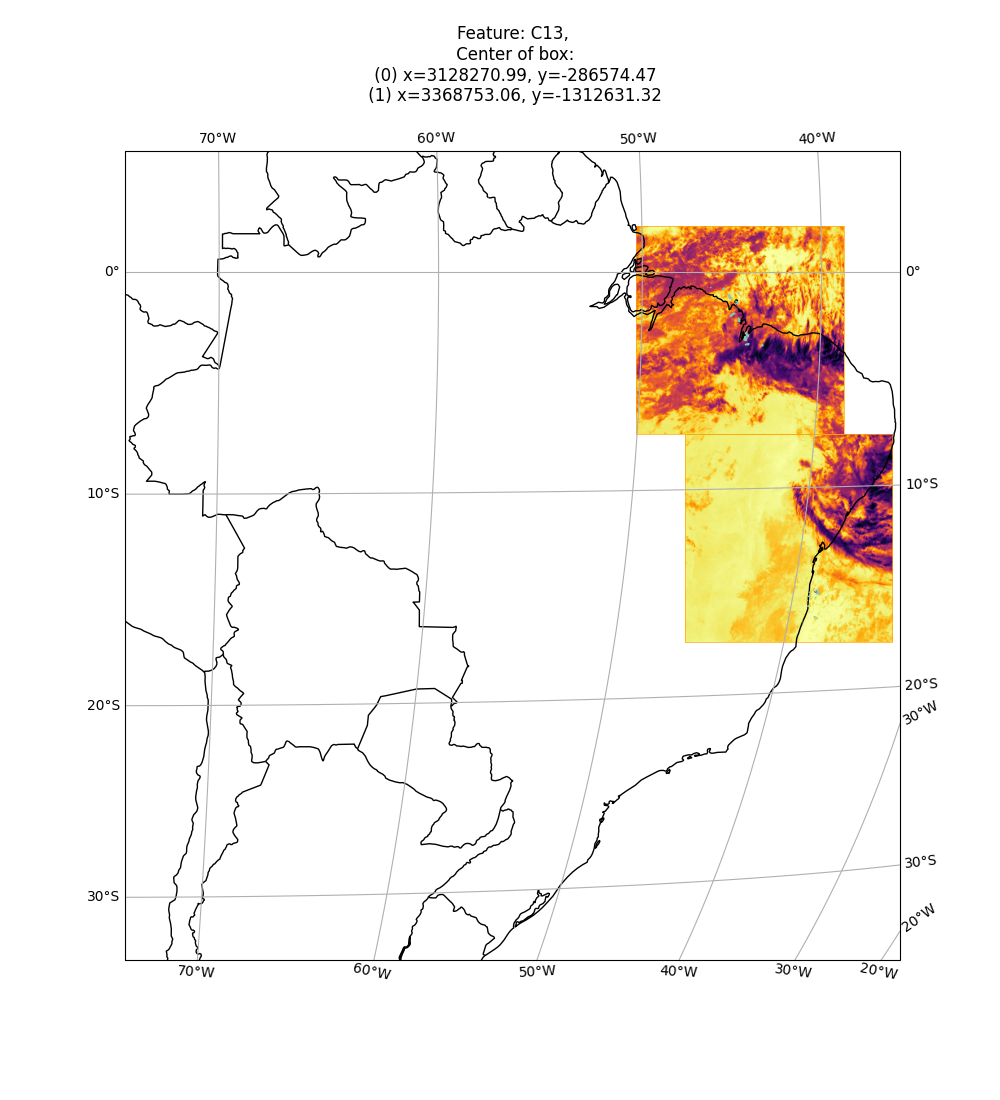 Feature: C13,
Center of box:
(0) x=3128270.99, y=-286574.47
(1) x=3368753.06, y=-1312631.32
70°W 60°W 50°W 40°W
0° 0°
10°S 10°S
20°S 20°S
30°W
30°S 30°S
20°W
70°W 60°W 50°W 40°W 30°W 20°W